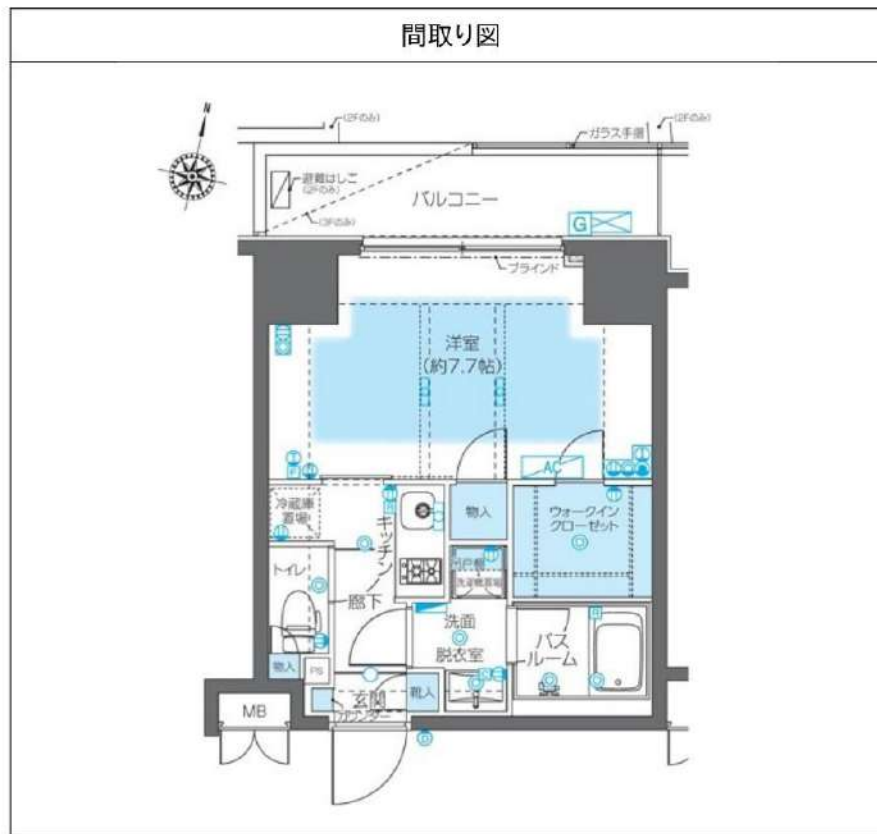 間取り図
N
(2Fのみ)
ガラス手摺
(2Fのみ)
避難はしご
(2Fのみ)
(3Fのみ)
バルコニー
G
ブラインド
洋室
(約7.7帖)
AC
冷蔵庫
置場
キッチン
物入
ウォークイン
クローゼット
トイレ
廊下
吊戸棚
洗濯機置場
洗面
脱衣室
バス
ルーム
物入
PS
玄関
カウンター
靴入
MB